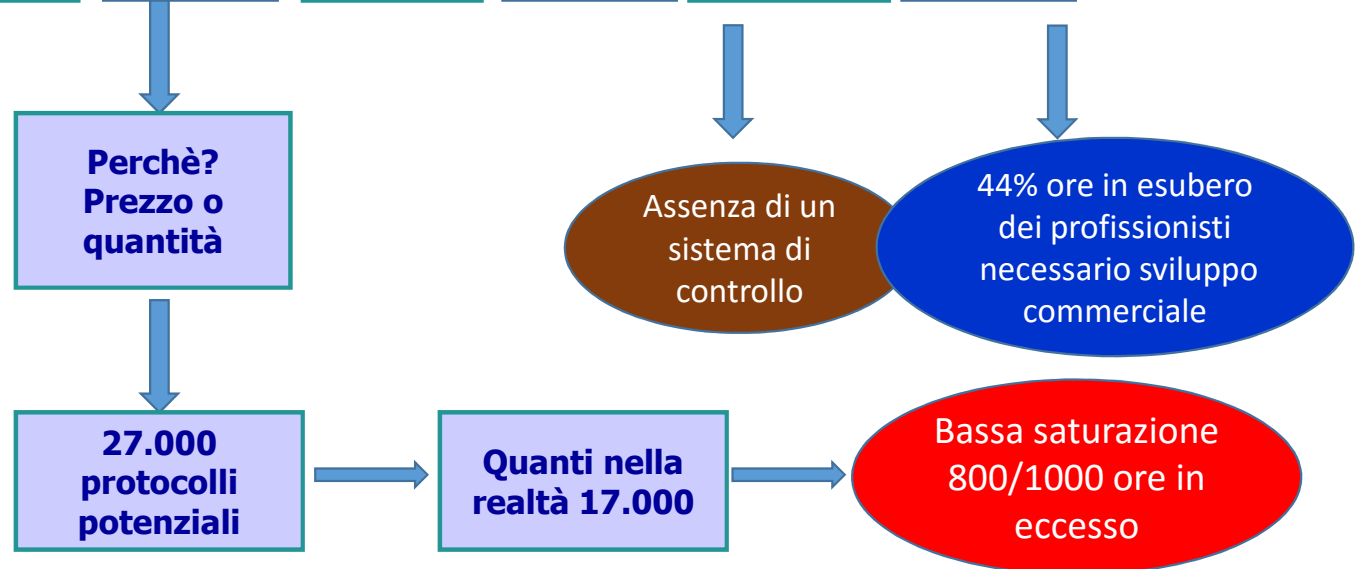 Perchè?
Prezzo o
quantità
Assenza di un
sistema di
controllo
44% ore in esubero
dei profissionisti
necessario sviluppo
commerciale
27.000
protocolli
potenziali
Quanti nella
realtà 17.000
Bassa saturazione
800/1000 ore in
eccesso